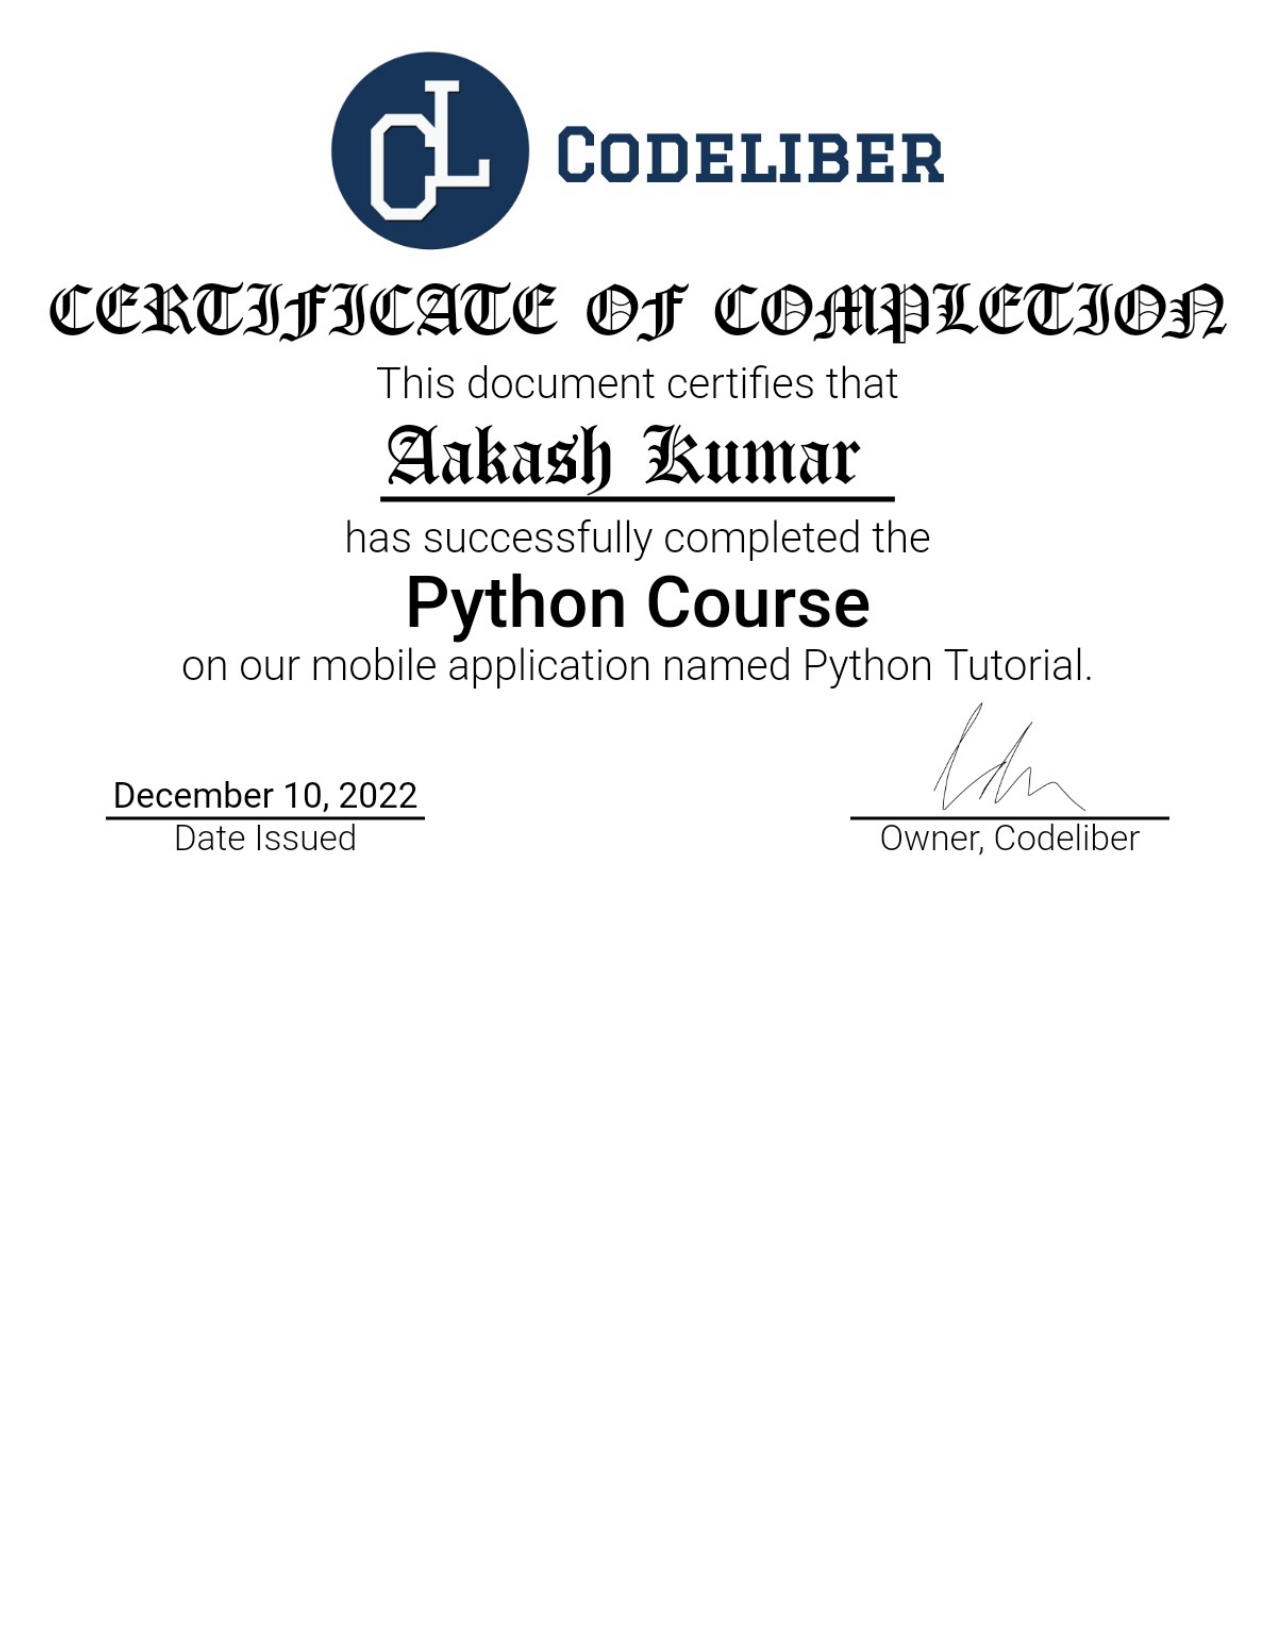 CL
CODELIBER
CERTIFICATE OF COMPLETION
This document certifies that
Aakash Kumar
has successfully completed the
Python Course
on our mobile application named Python Tutorial.
December 10, 2022
Date Issued
Owner, Codeliber